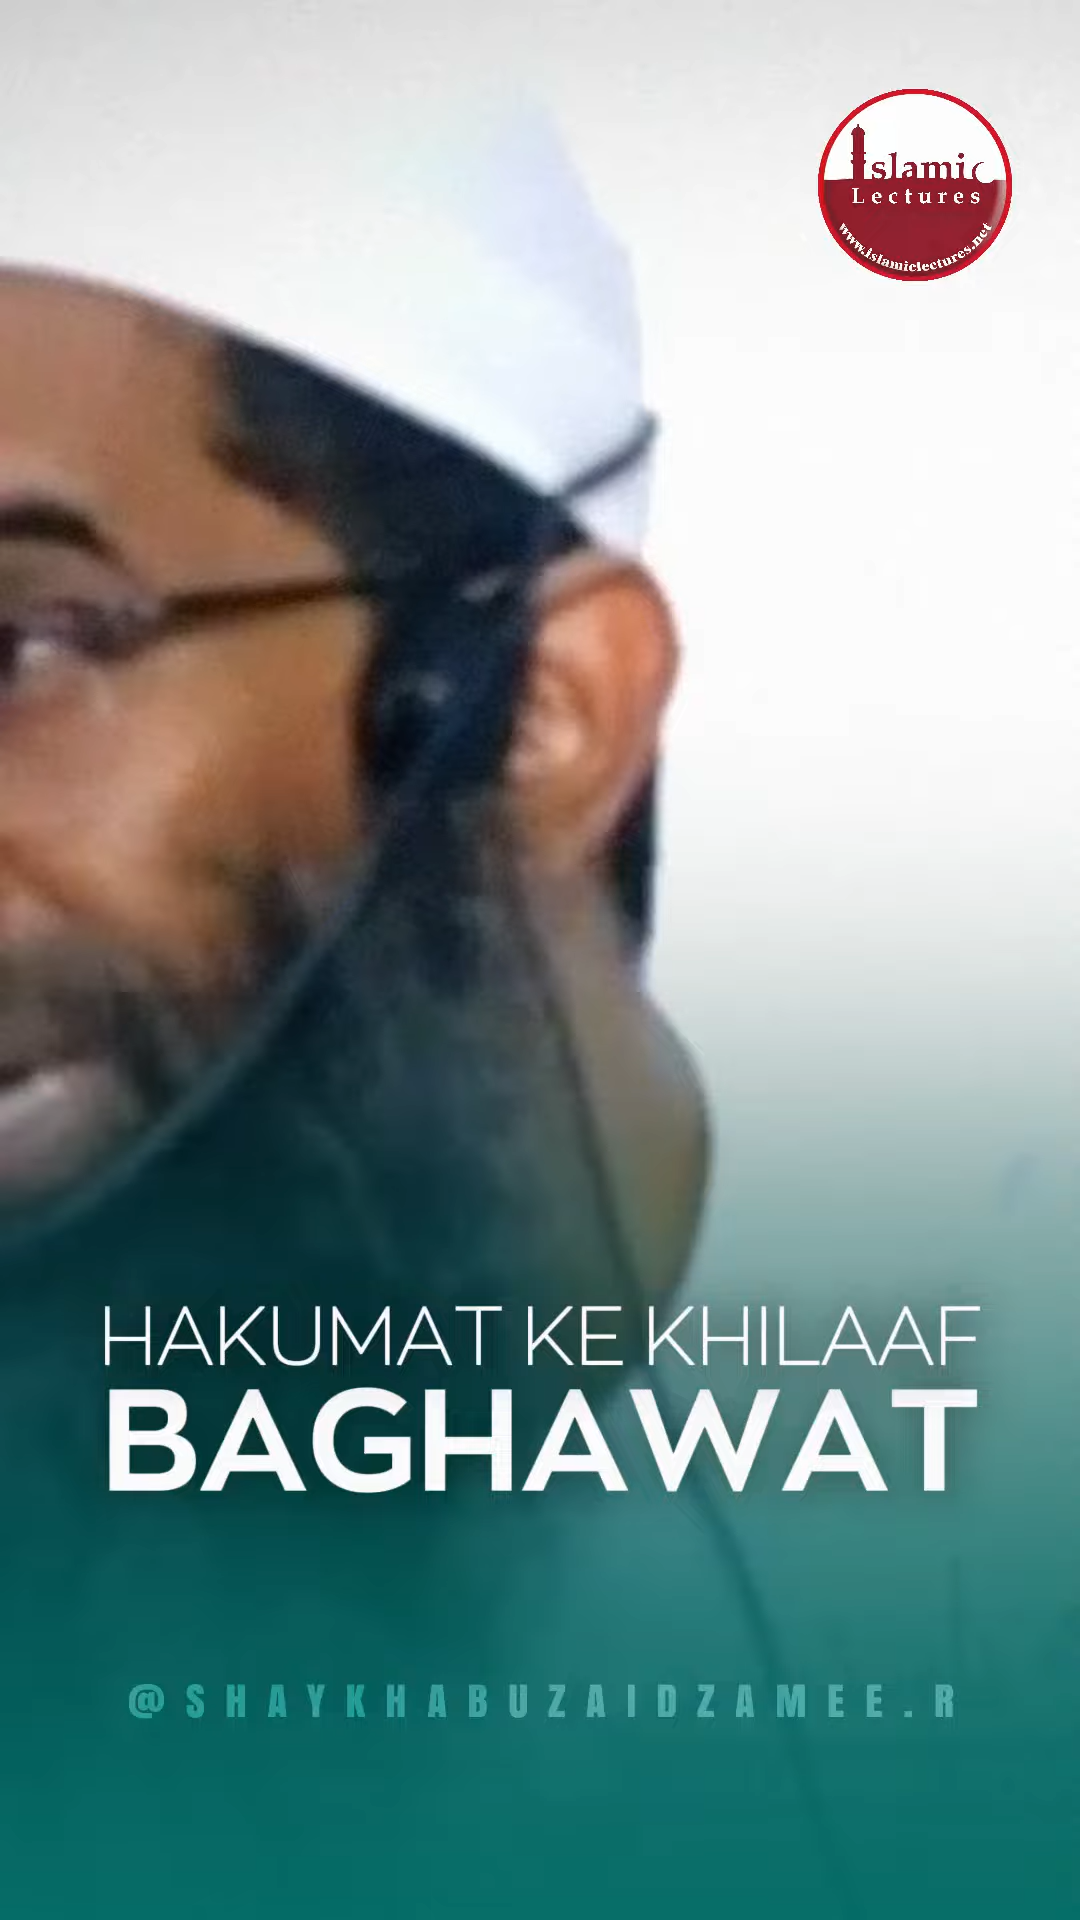 Islamic
Lectures
www.islamiclectures.net
HAKUMAT KE KHILAAF
BAGHAWAT
@SHAYKHABUZAIDZAMEE.R